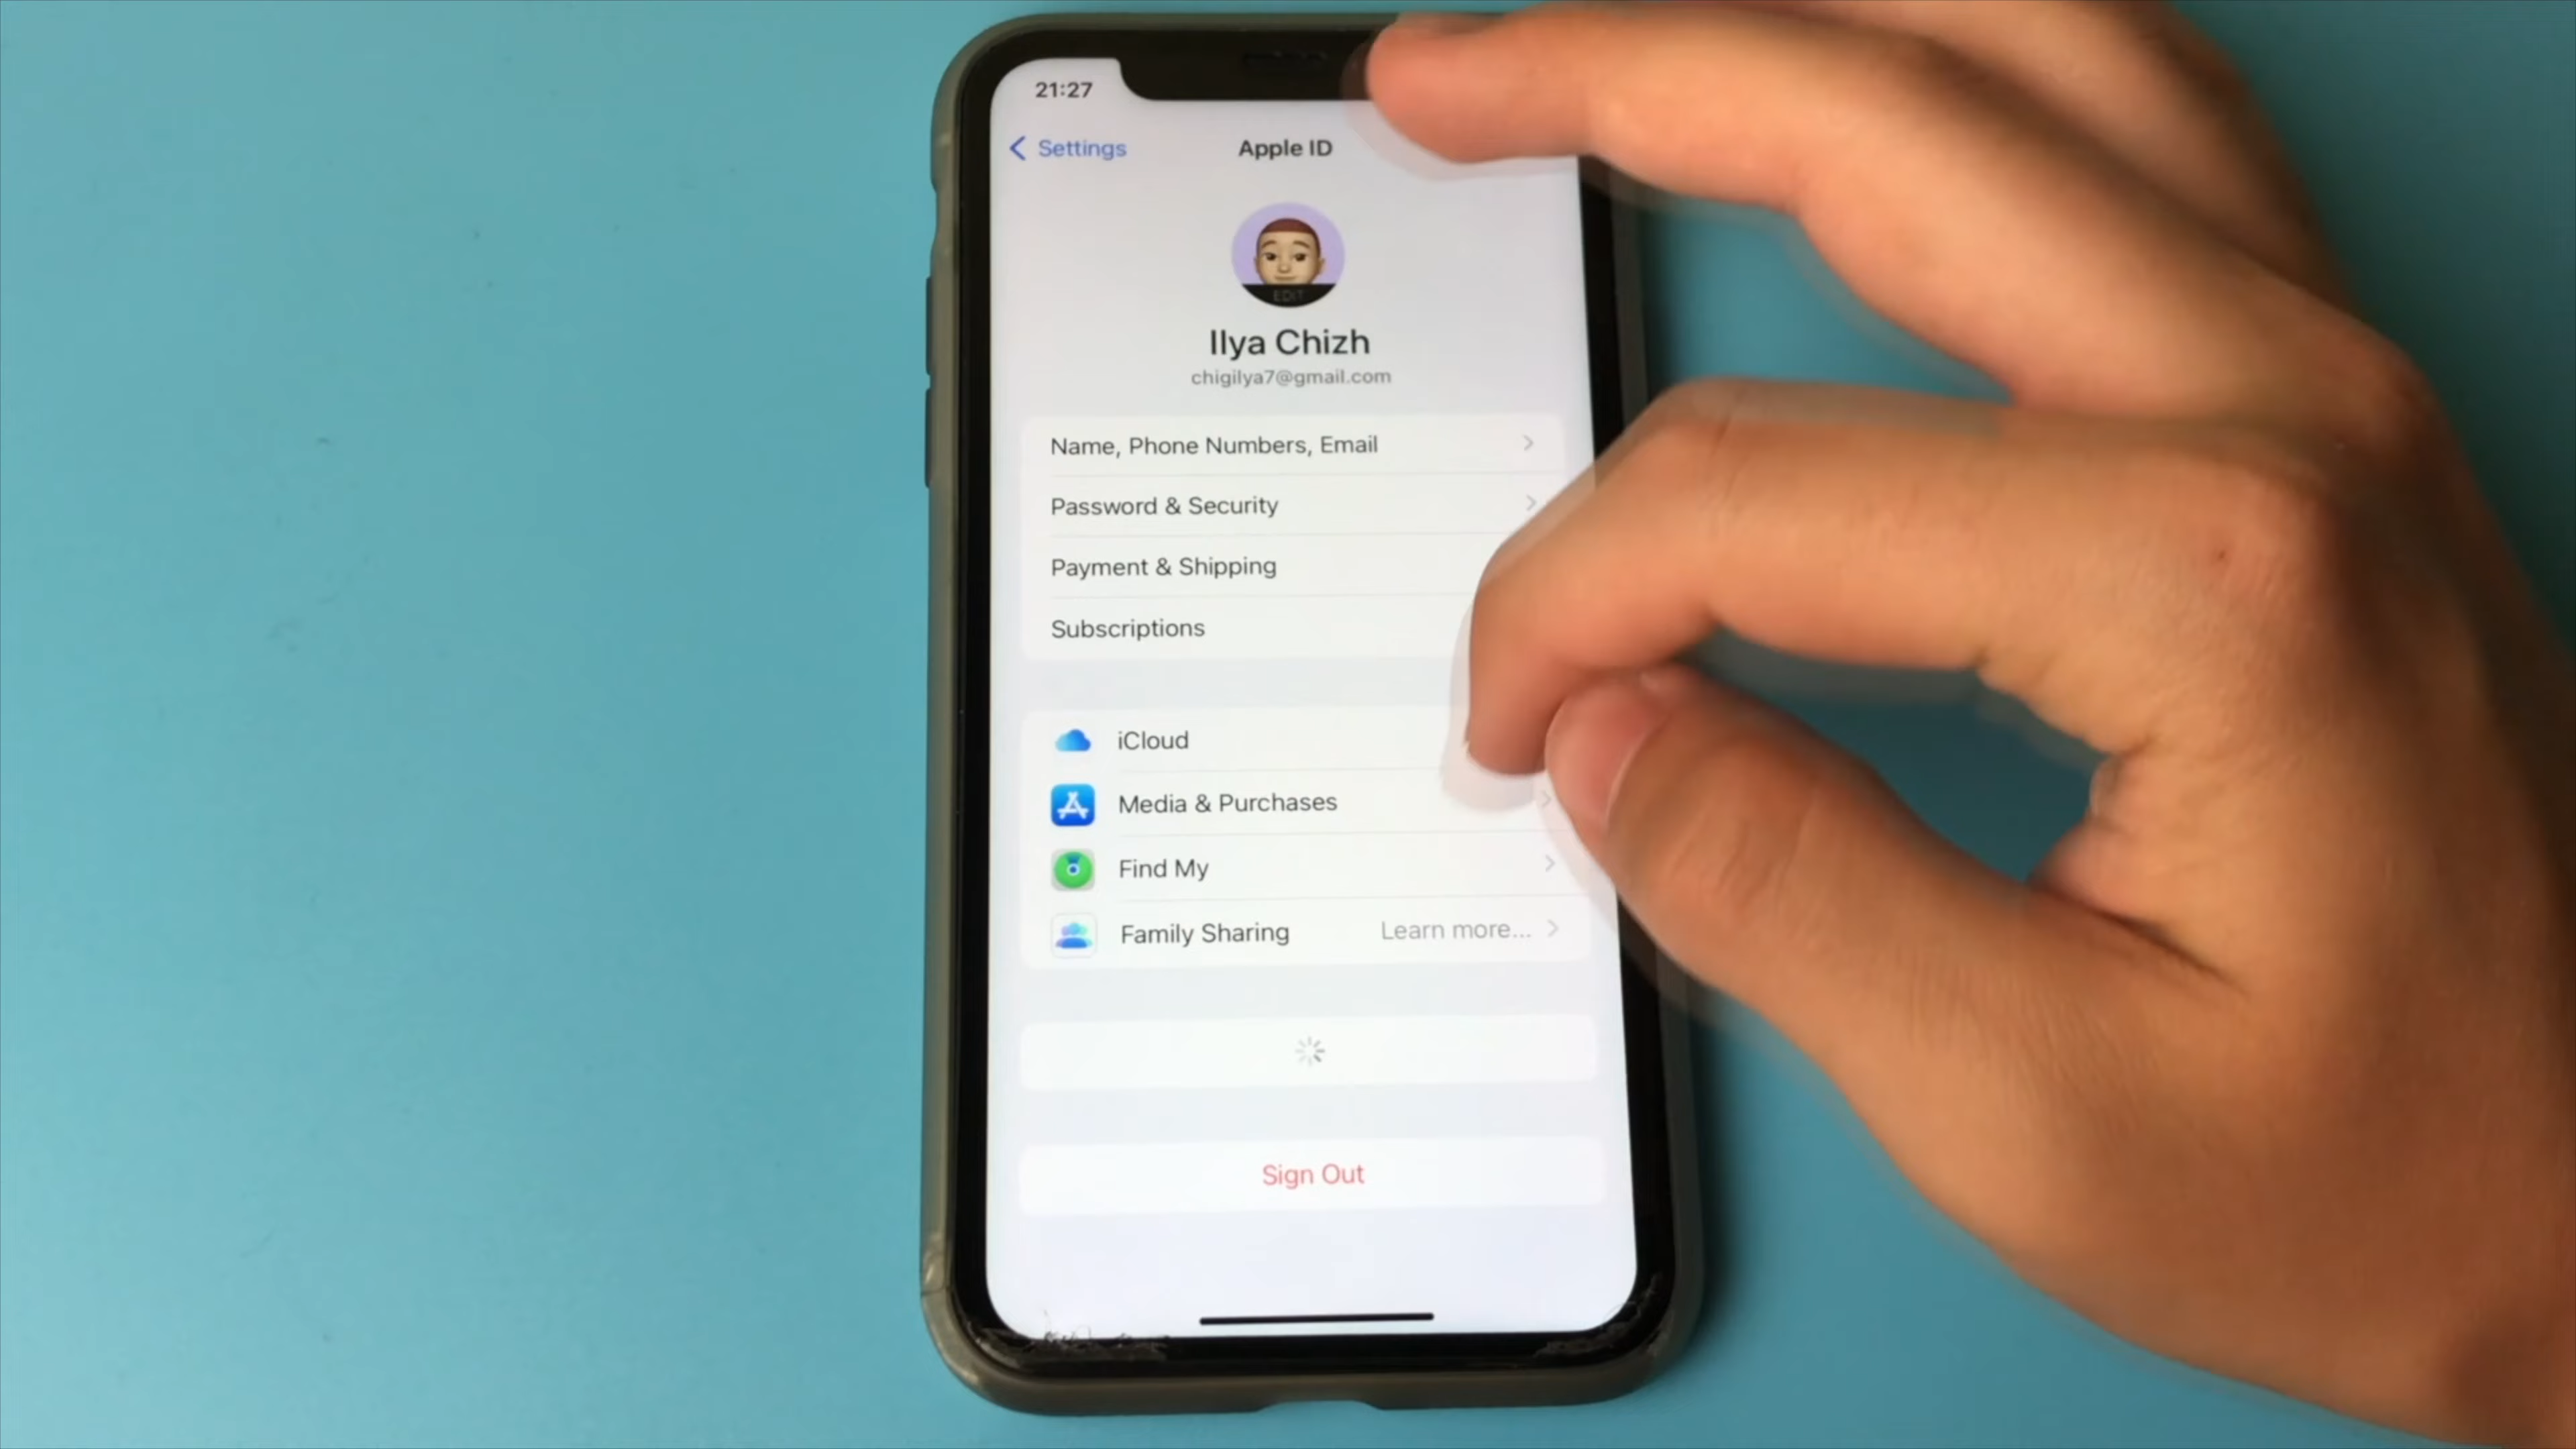 21:27
Settings
Apple ID
EDIT
Ilya Chizh
chigilya7@gmail.com
Name, Phone Numbers, Email
Password & Security
Payment & Shipping
Subscriptions
iCloud
Media & Purchases
Find My
Family Sharing Learn more...
Sign Out